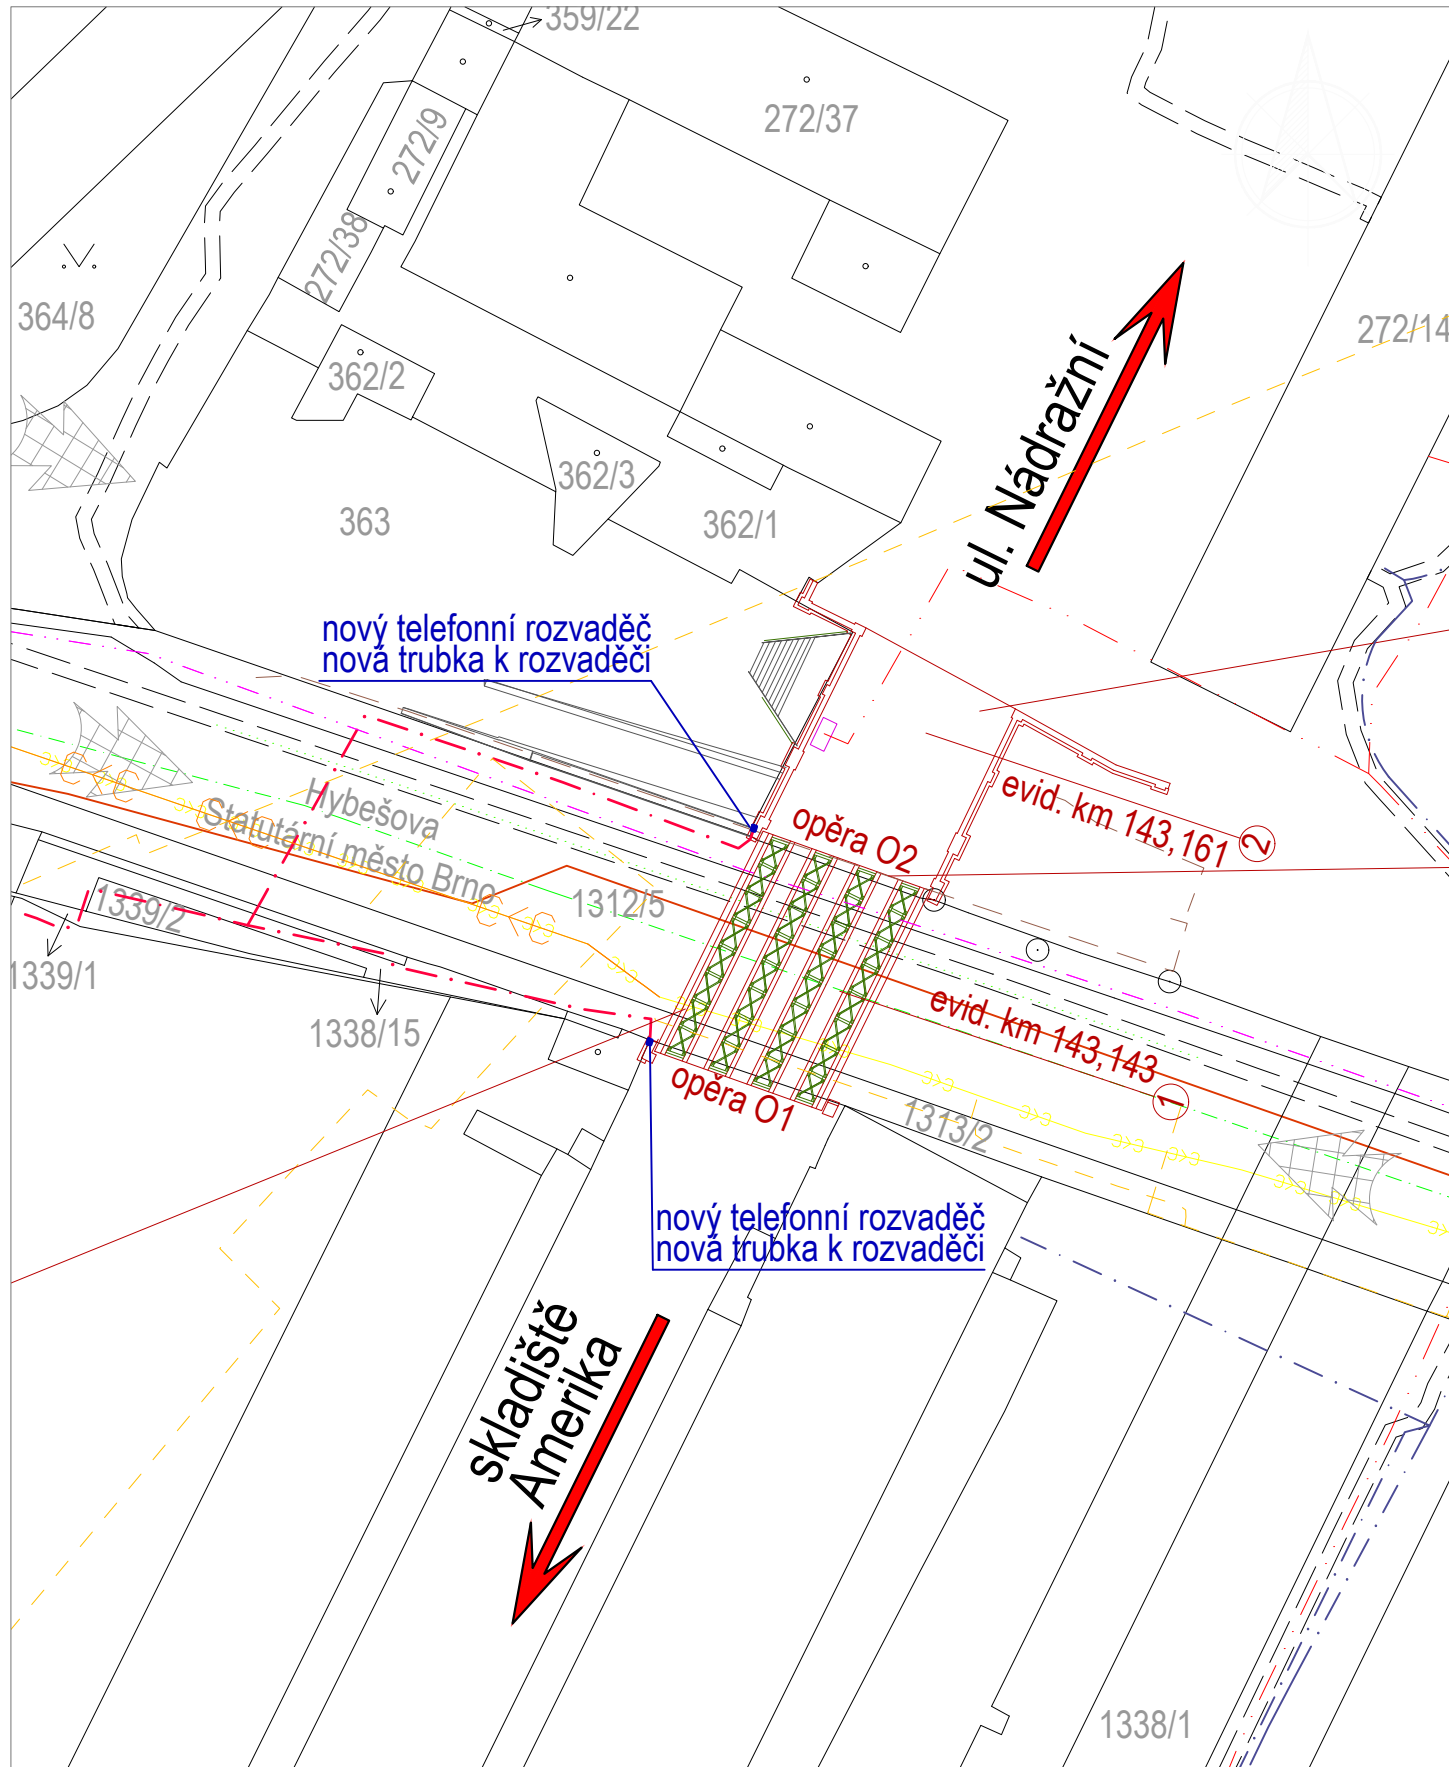 359/22
272/37
272/9
272/38
364/8
272/14
362/2
ul. Nádražní
362/3
363
362/1
nový telefonní rozvaděč
nová trubka k rozvaděči
Hybešova
Statutární město Brno
evid. km 143,161
2
opěra O2
1339/2
1312/5
1339/1
1338/15
evid. km 143,143
1
opěra O1
1313/2
nový telefonní rozvaděč
nová trubka k rozvaděči
skladiště
Amerika
1338/1